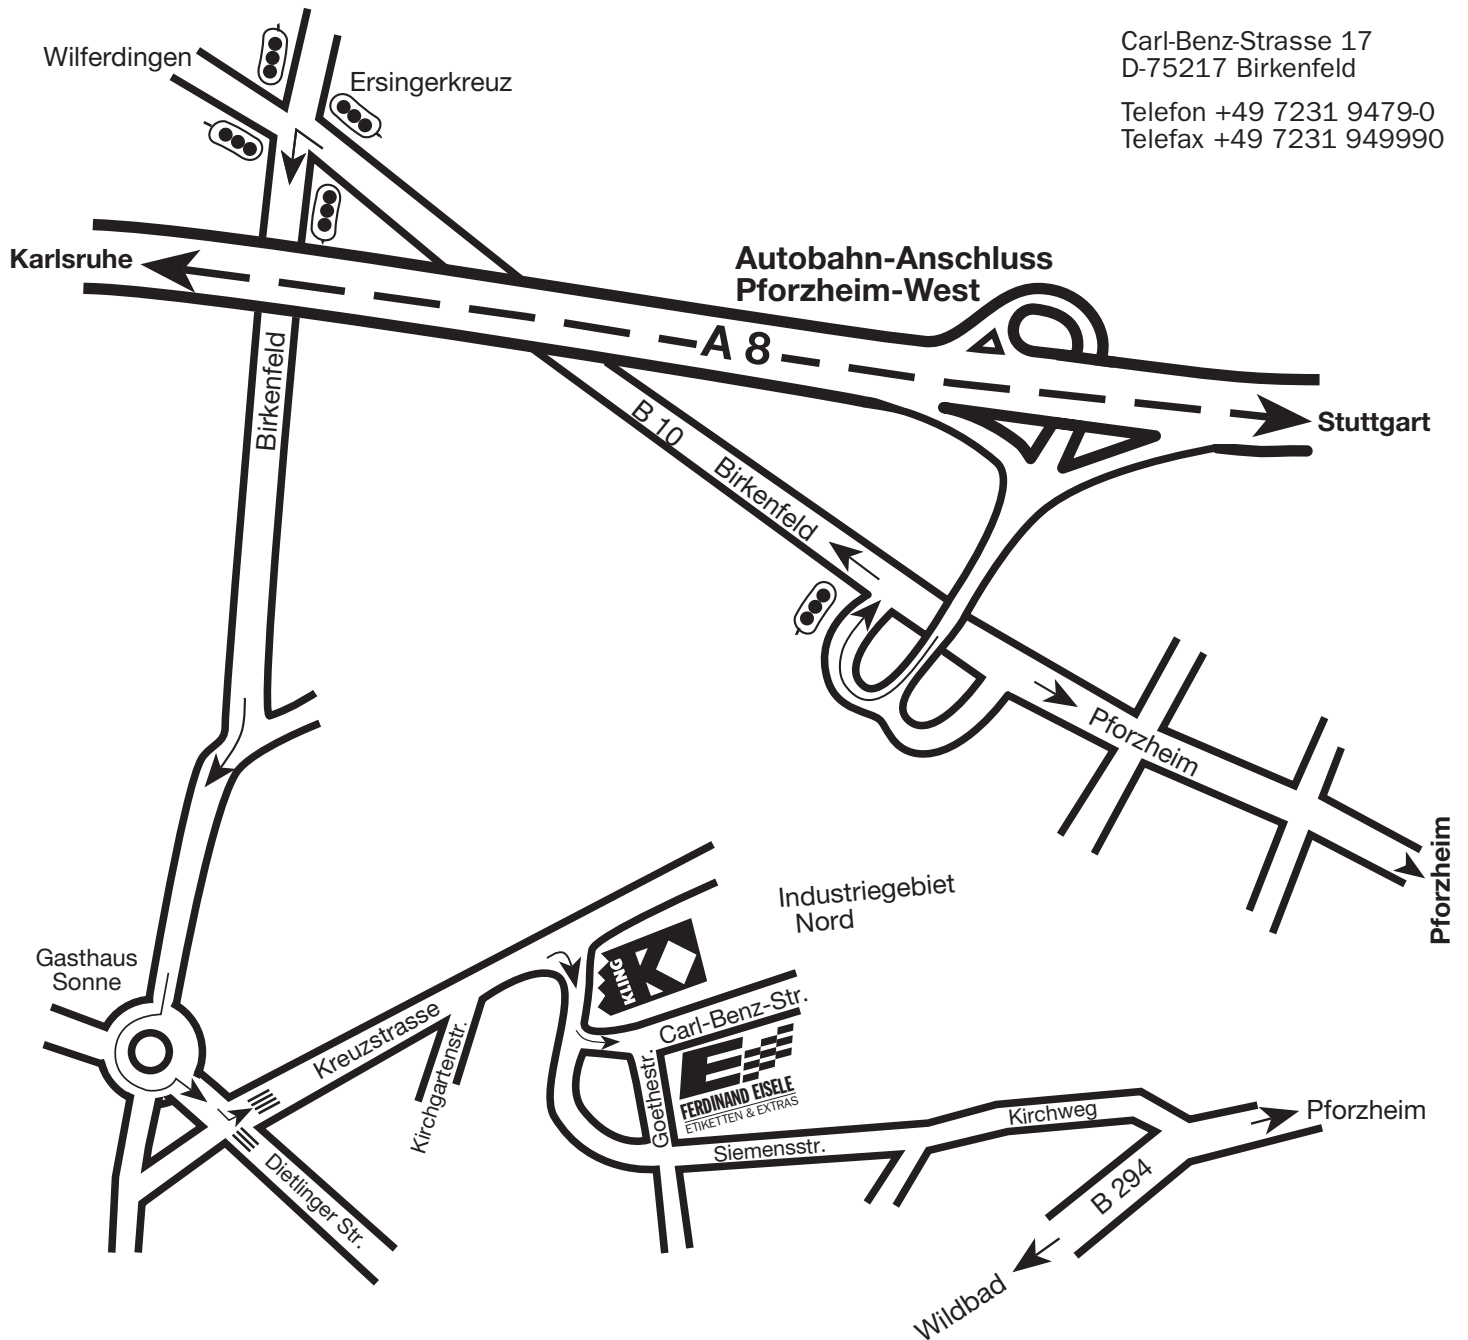 Carl-Benz-Strasse 17
D-75217 Birkenfeld
Telefon +49 7231 9479-0
Telefax +49 7231 949990
Wilferdingen
Ersingerkreuz
Karlsruhe
Autobahn-Anschluss
Pforzheim-West
A 8
Stuttgart
Birkenfeld
B 10
Birkenfeld
Pforzheim
Pforzheim
Industriegebiet
Nord
Gasthaus
Sonne
KLING
K
Carl-Benz-Str.
Kreuzstrasse
Kirchgartenstr.
Goethestr.
E
FERDINAND EISELE
ETIKETTEN & EXTRAS
Kirchweg
Pforzheim
Siemensstr.
Dietlinger Str.
B 294
Wildbad